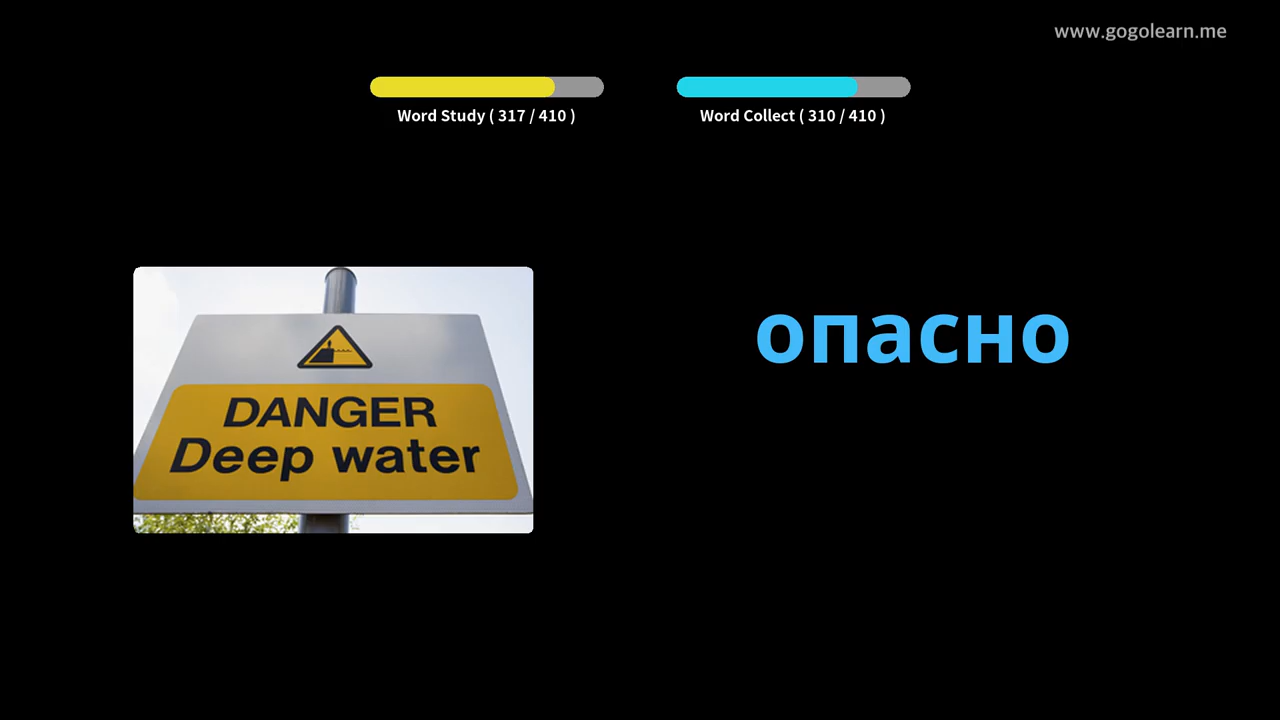 www.gogolearn.me
Word Study ( 317 / 410 )
Word Collect ( 310 / 410 )
DANGER
Deep water
опасно